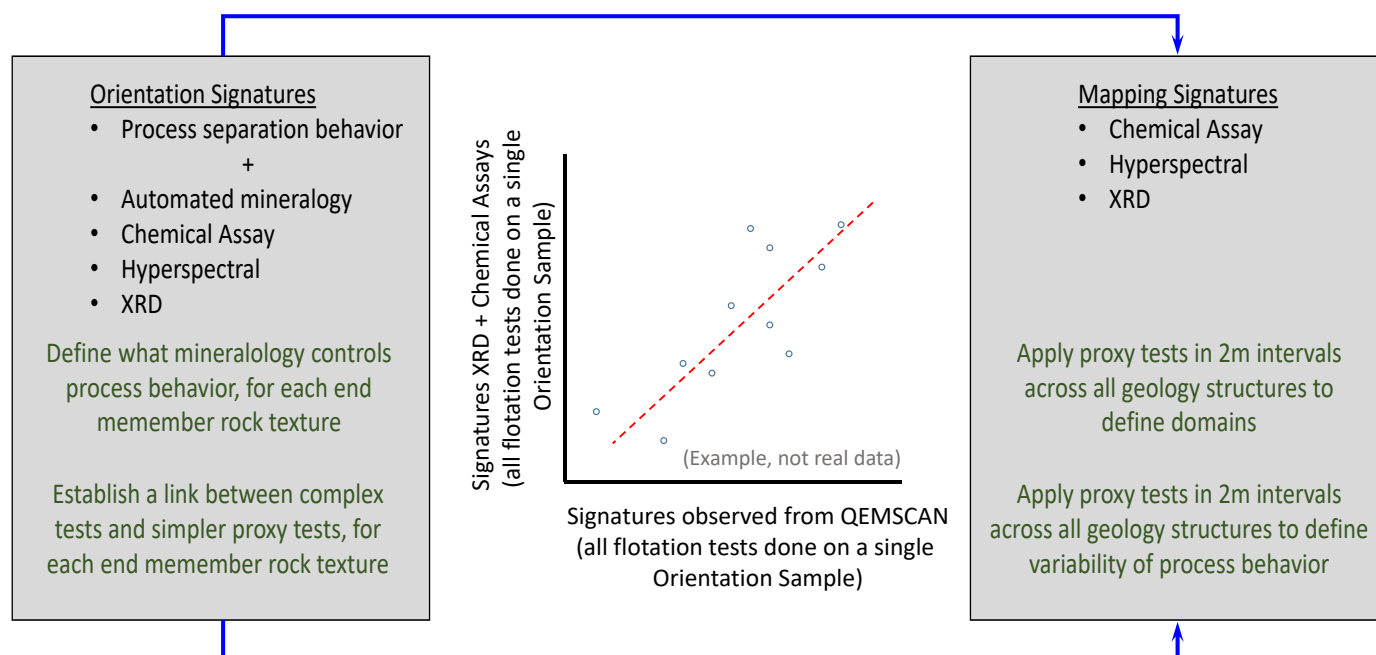 Orientation Signatures
• Process separation behavior
+
• Automated mineralogy
• Chemical Assay
• Hyperspectral
• XRD
Define what mineralology controls
process behavior, for each end
memember rock texture
Establish a link between complex
tests and simpler proxy tests, for
each end memember rock texture
Signatures XRD + Chemical Assays
(all flotation tests done on a single
Orientation Sample)
(Example, not real data)
Signatures observed from QEMSCAN
(all flotation tests done on a single
Orientation Sample)
Mapping Signatures
• Chemical Assay
• Hyperspectral
• XRD
Apply proxy tests in 2m intervals
across all geology structures to
define domains
Apply proxy tests in 2m intervals
across all geology structures to define
variability of process behavior